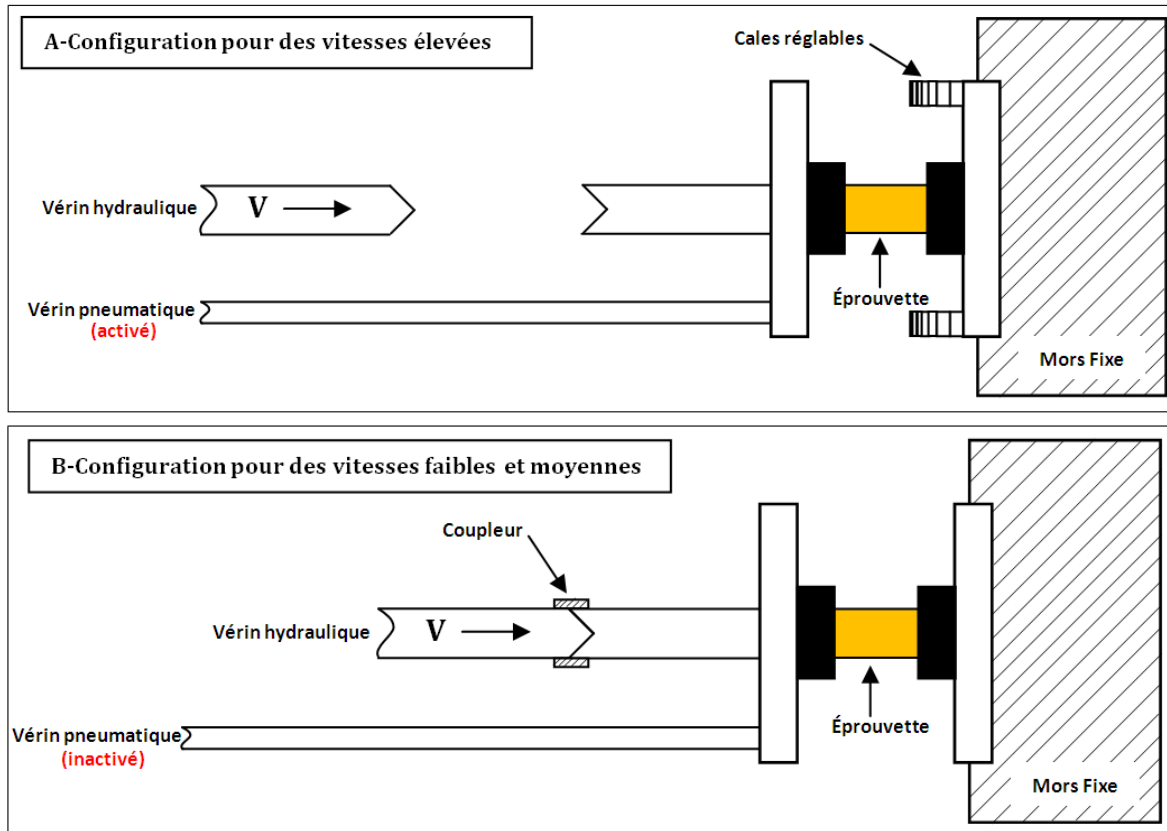 A-Configuration pour des vitesses élevées
Cales réglables
Vérin hydraulique
V
Vérin pneumatique
(activé)
Éprouvette
Mors Fixe
B-Configuration pour des vitesses faibles et moyennes
Coupleur
Vérin hydraulique
V
Vérin pneumatique
(inactivé)
Éprouvette
Mors Fixe